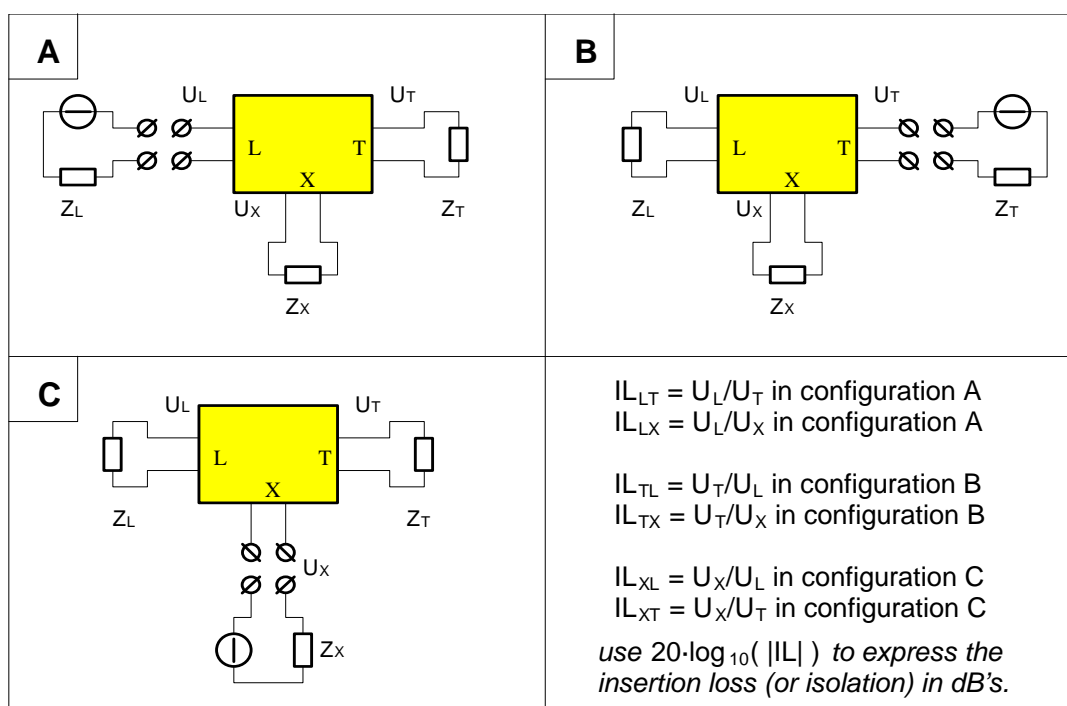 A
UL
UT
L
T
X
UX
ZL
ZT
ZX
B
UL
UT
L
T
X
UX
ZL
ZT
ZX
C
UL
UT
L
T
X
ZL
ZT
UX
ZX
ILLT = UL/UT in configuration A
ILLX = UL/UX in configuration A
ILTL = UT/UL in configuration B
ILTX = UT/UX in configuration B
ILXL = UX/UL in configuration C
ILXT = UX/UT in configuration C
use 20·log10( |IL| ) to express the
insertion loss (or isolation) in dB's.